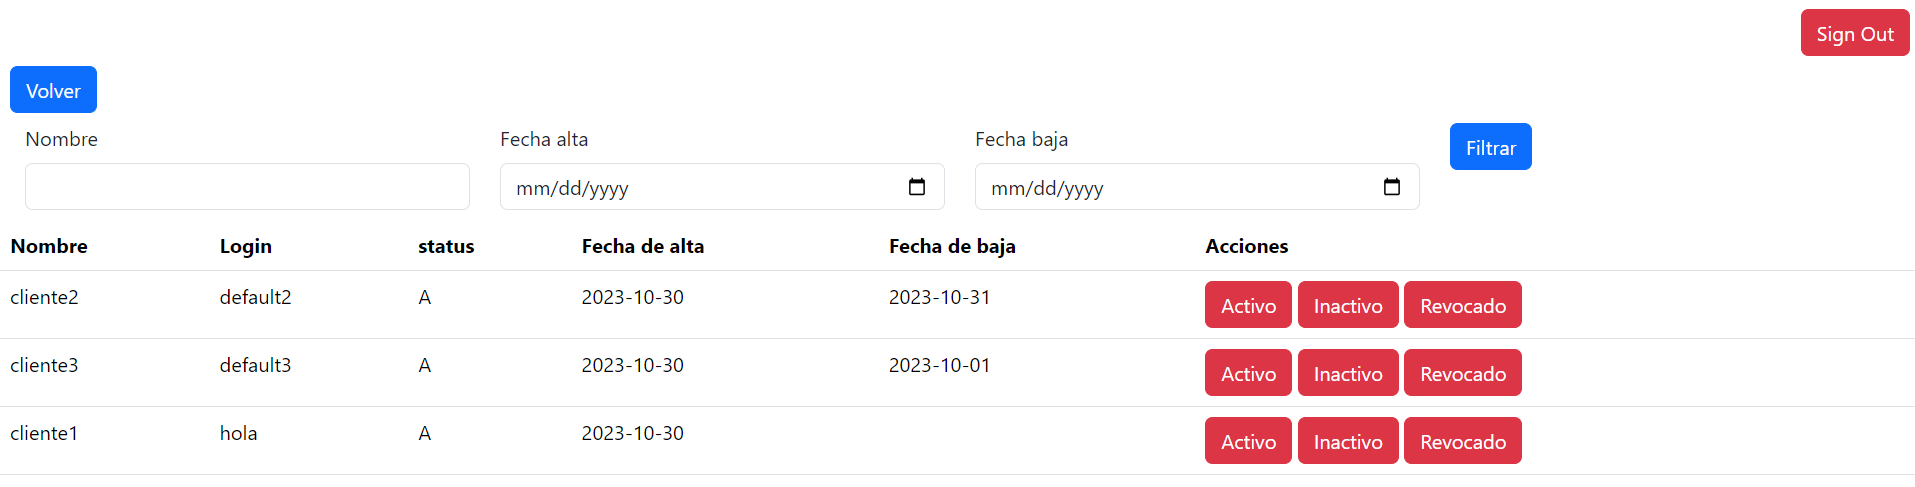 Sign Out
Volver
Nombre Fecha alta Fecha baja Filtrar
mm/dd/yyyy mm/dd/yyyy
Nombre Login status Fecha de alta Fecha de baja Acciones
cliente2 default2 A 2023-10-30 2023-10-31 Activo Inactivo Revocado
cliente3 default3 A 2023-10-30 2023-10-01 Activo Inactivo Revocado
cliente1 hola A 2023-10-30 Activo Inactivo Revocado